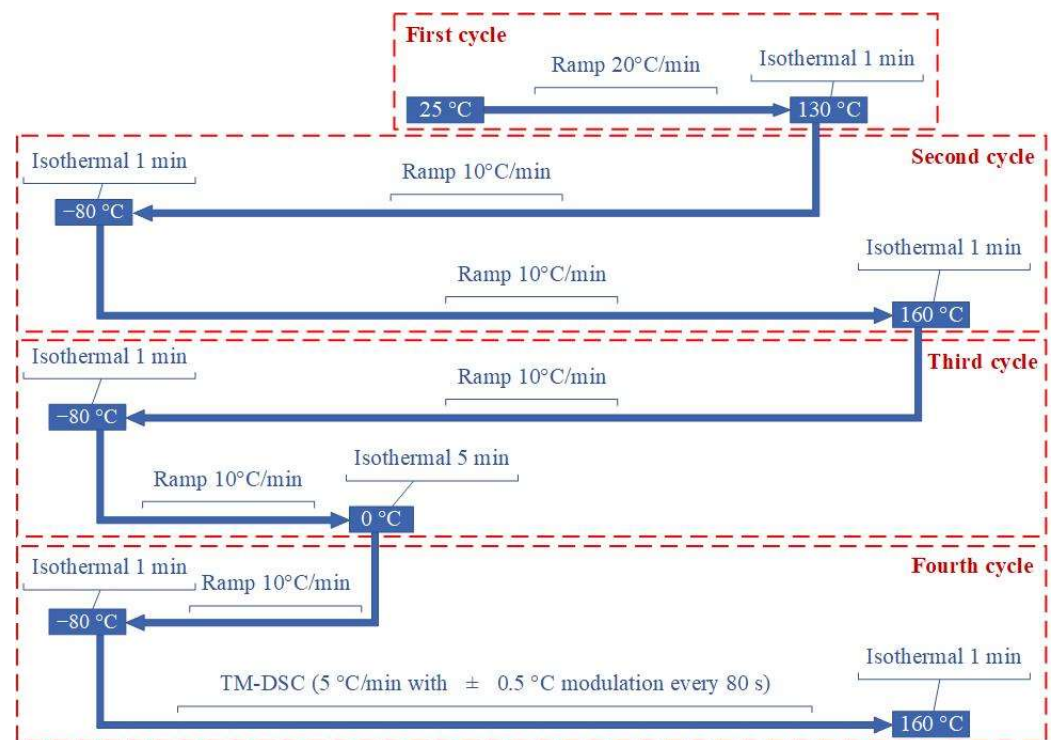 First cycle
Ramp 20°C/min
Isothermal 1 min
25 °C
130 °C
Second cycle
Isothermal 1 min
Ramp 10°C/min
−80 °C
Isothermal 1 min
Ramp 10°C/min
160 °C
Third cycle
Isothermal 1 min
Ramp 10°C/min
−80 °C
Isothermal 5 min
Ramp 10°C/min
0 °C
Fourth cycle
Isothermal 1 min
Ramp 10°C/min
−80 °C
Isothermal 1 min
TM-DSC (5 °C/min with ± 0.5 °C modulation every 80 s)
160 °C